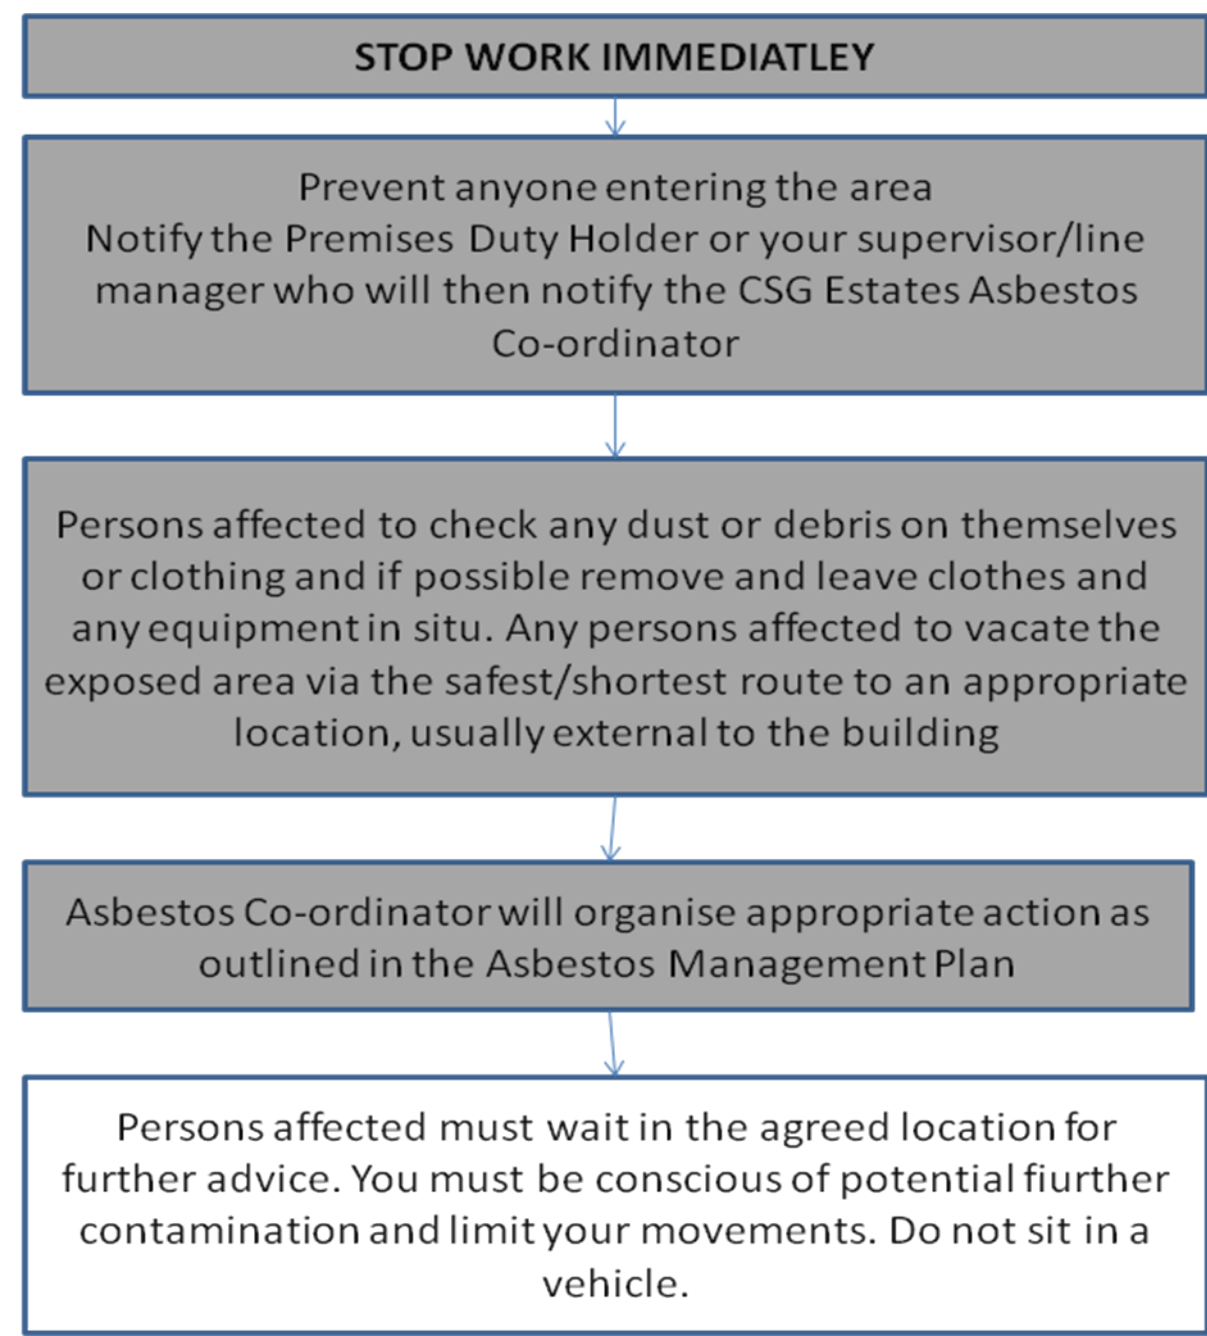 STOP WORK IMMEDIATLEY
Prevent anyone entering the area
Notify the Premises Duty Holder or your supervisor/line
manager who will then notify the CSG Estates Asbestos
Co-ordinator
Persons affected to check any dust or debris on themselves
or clothing and if possible remove and leave clothes and
any equipment in situ. Any persons affected to vacate the
exposed area via the safest/shortest route to an appropriate
location, usually external to the building
Asbestos Co-ordinator will organise appropriate action as
outlined in the Asbestos Management Plan
Persons affected must wait in the agreed location for
further advice. You must be conscious of potential fiurther
contamination and limit your movements. Do not sit in a
vehicle.